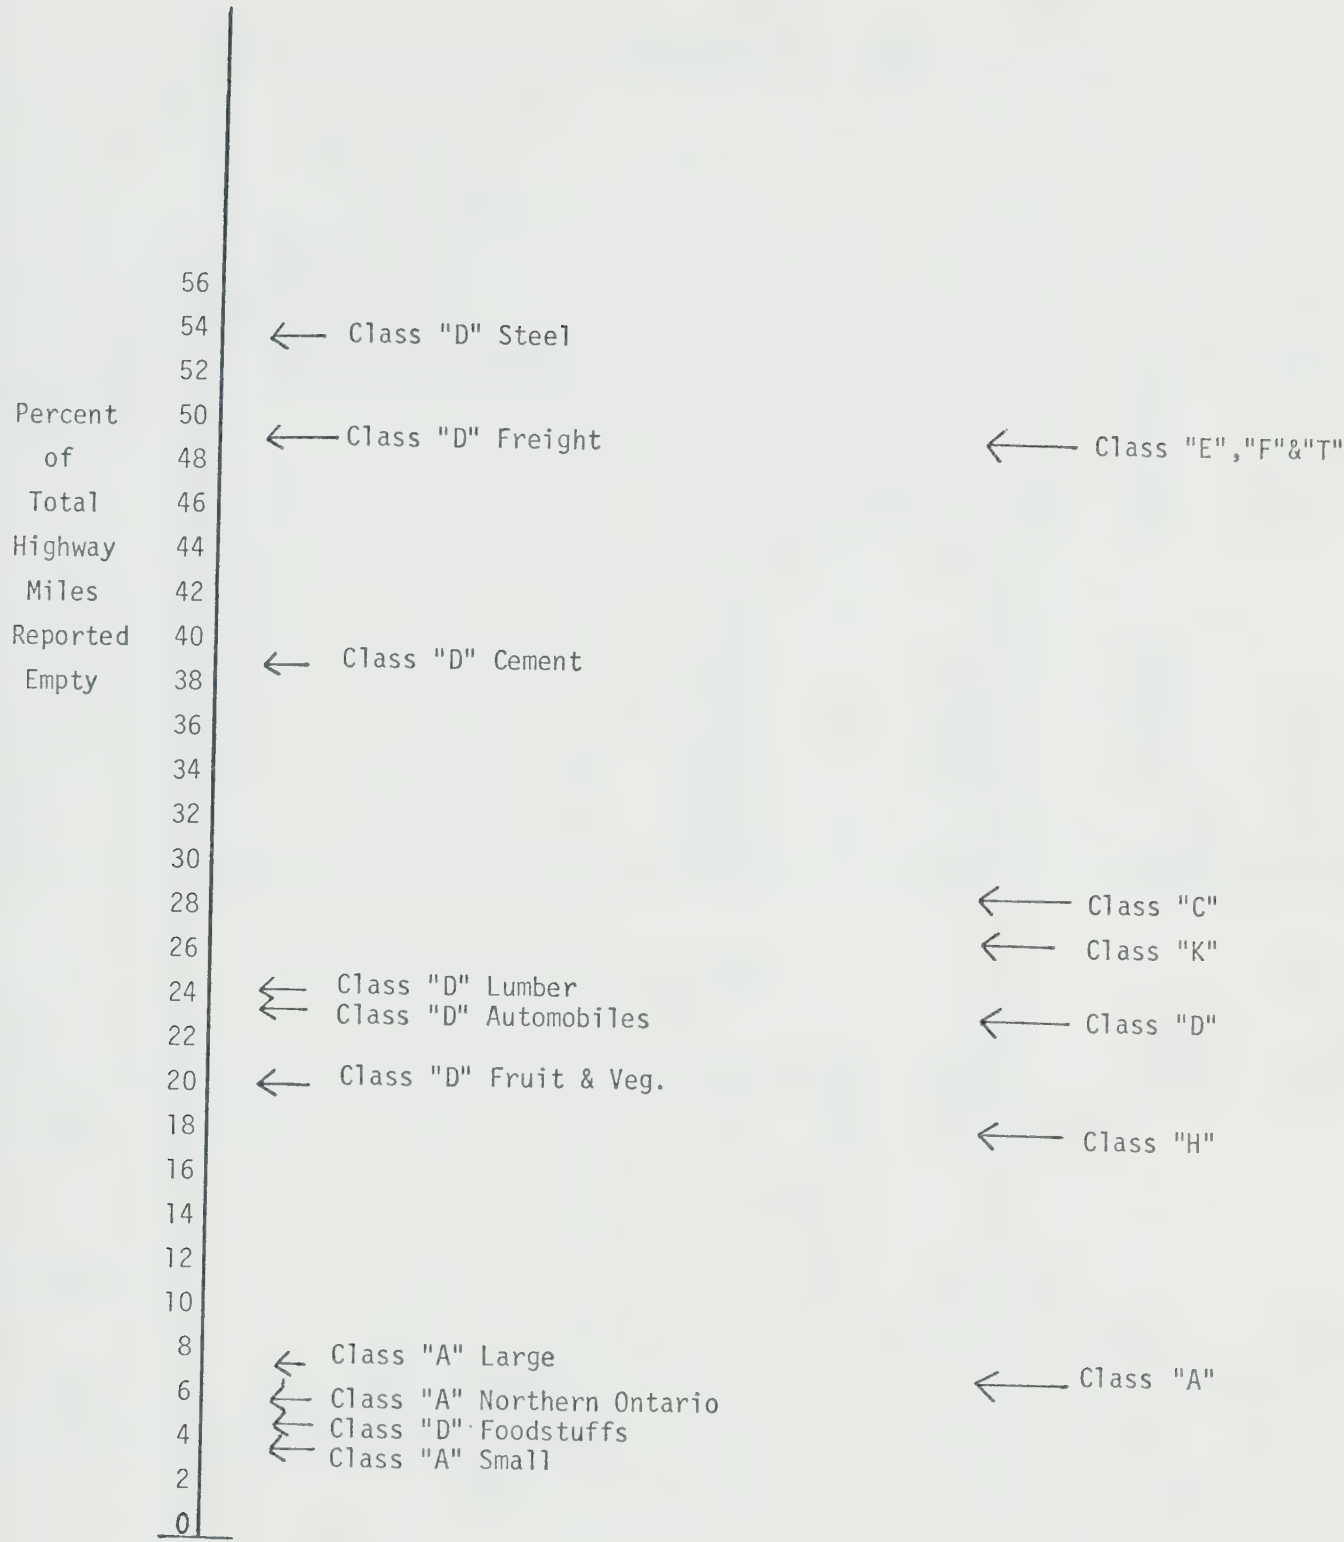 56
54
Class "D" Steel
52
Percent
50
Class "D" Freight
Class "E","F"&"T"
of
48
Total
46
Highway
44
Miles
42
Reported
40
Class "D" Cement
Empty
38
36
34
32
30
28
Class "C"
26
Class "K"
24
Class "D" Lumber
Class "D" Automobiles
Class "D"
22
20
Class "D" Fruit & Veg.
18
Class "H"
16
14
12
10
8
Class "A" Large
Class "A"
6
Class "A" Northern Ontario
4
Class "D" Foodstuffs
Class "A" Small
2
0